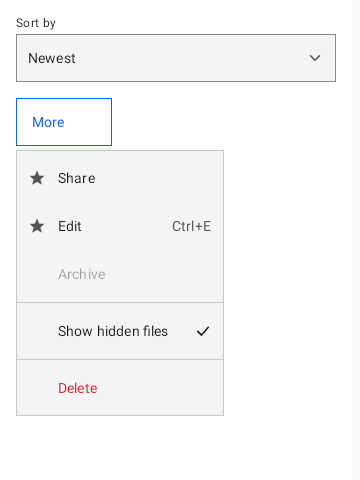 Sort by
Newest
More
Share
Edit Ctrl+E
Archive
Show hidden files
Delete